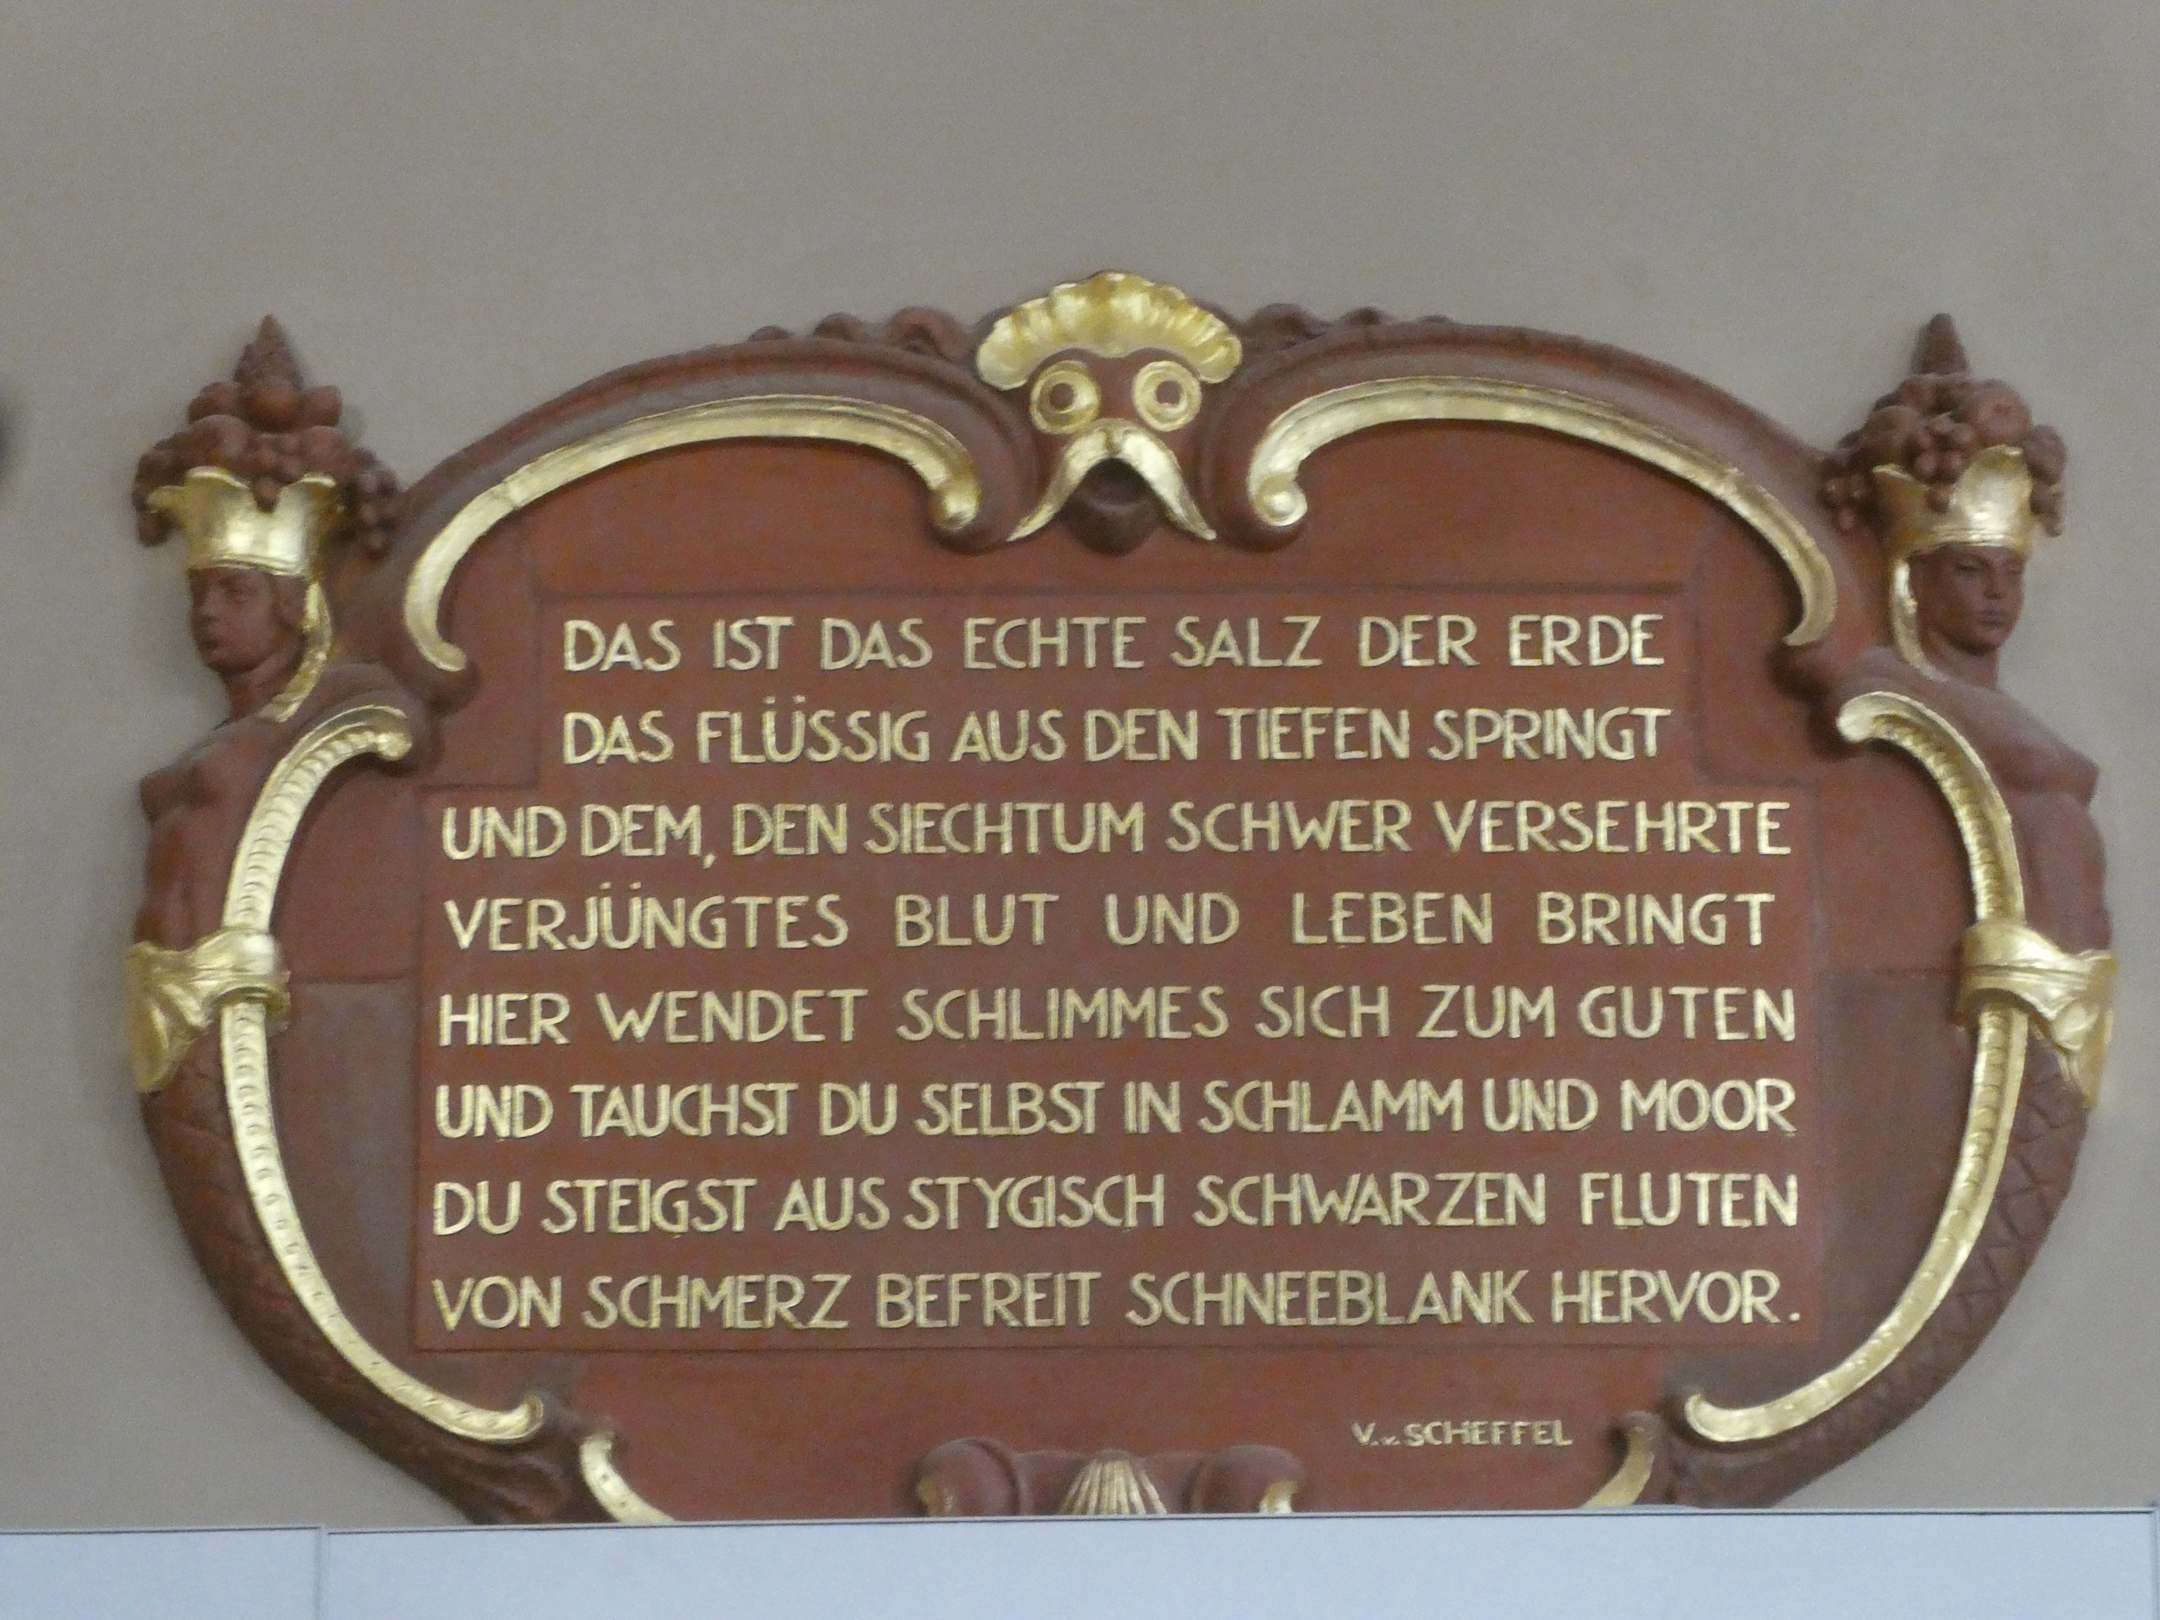 DAS IST DAS ECHTE SALZ DER ERDE
DAS FLÜSSIG AUS DEN TIEFEN SPRINGT
UND DEM, DEN SIECHTUM SCHWER VERSEHRTE
VERJÜNGTES BLUT UND LEBEN BRINGT
HIER WENDET SCHLIMMES SICH ZUM GUTEN
UND TAUCHST DU SELBST IN SCHLAMM UND MOOR
DU STEIGST AUS STYGISCH SCHWARZEN FLUTEN
VON SCHMERZ BEFREIT SCHNEEBLANK HERVOR.
V. v. SCHEFFEL